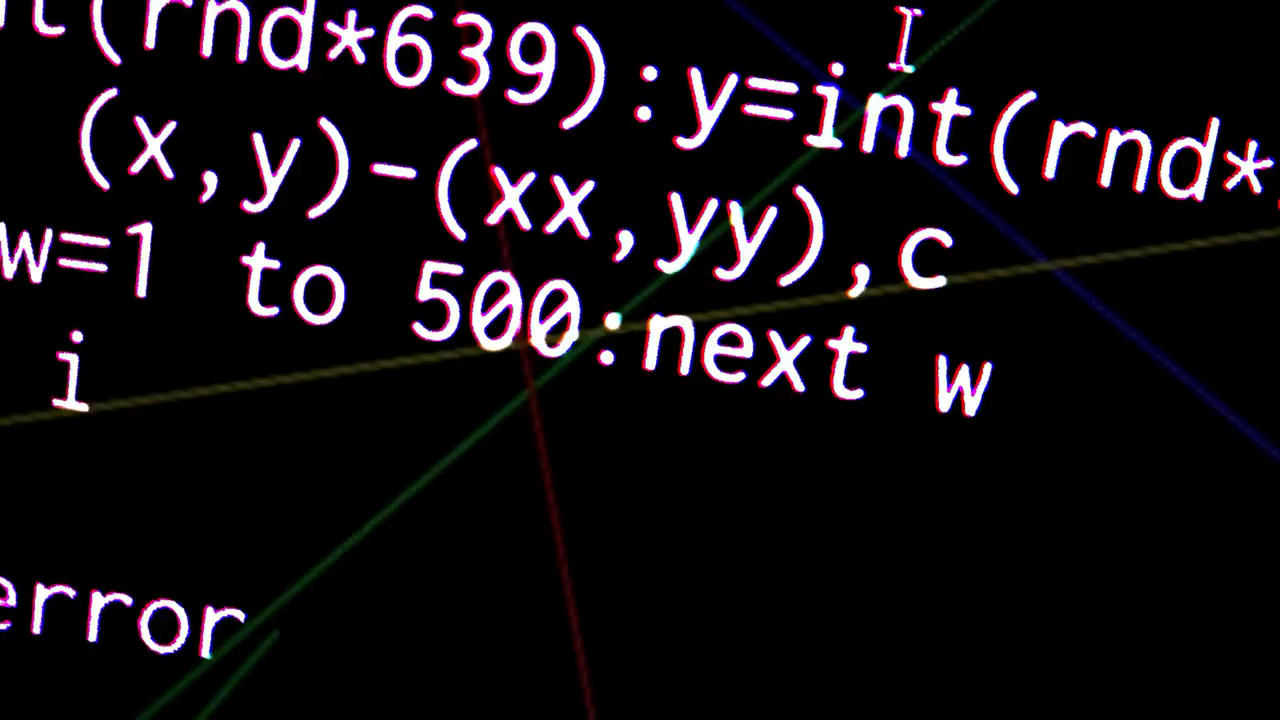 nt(rnd*639):y=int(rnd*
(x,y)-(xx,yy),c
w=1 to 500:next w
i
error